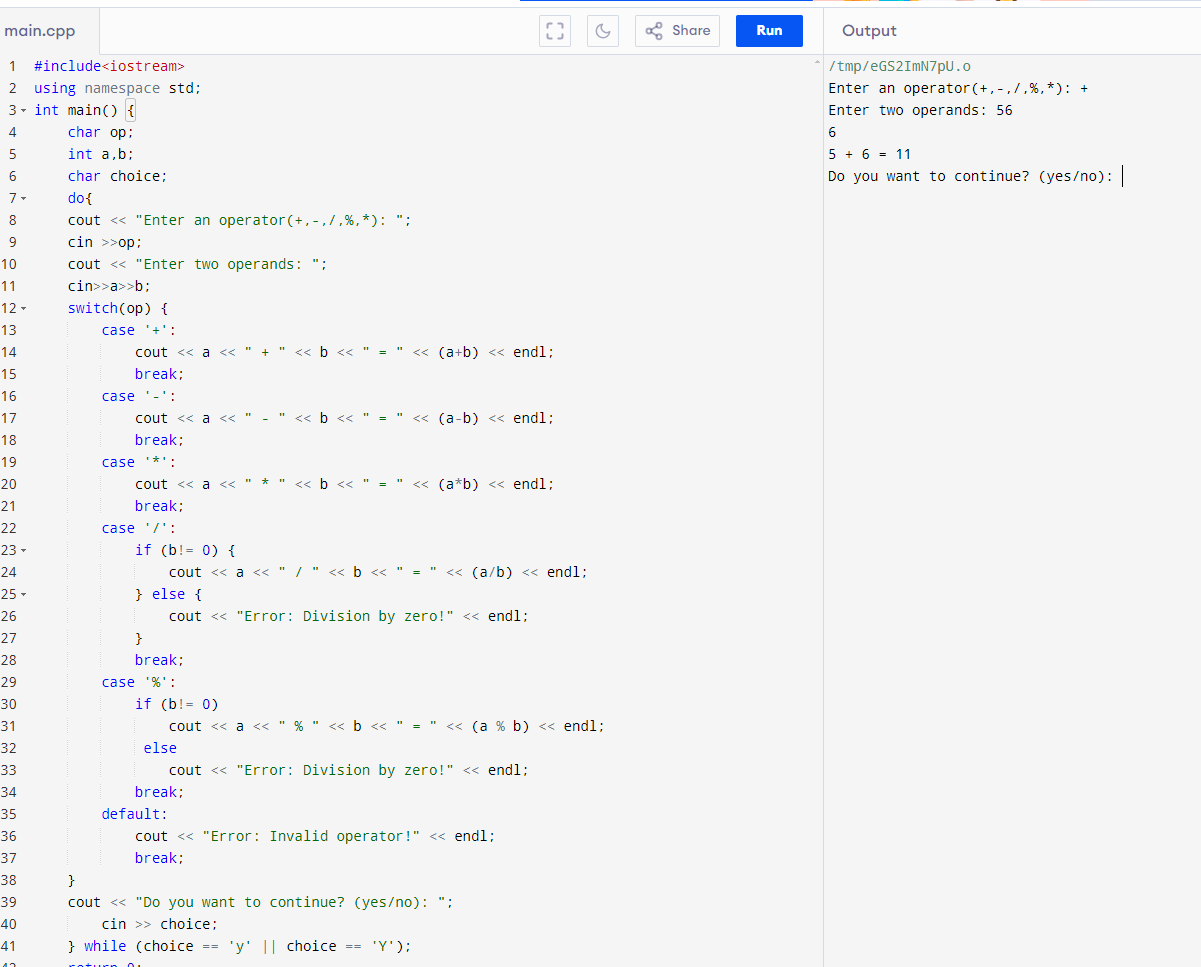 main.cpp
Share
Run
Output
1 #include<iostream>
2 using namespace std;
3 int main() {
4     char op;
5     int a,b;
6     char choice;
7     do{
8     cout << "Enter an operator(+,-,/,%,*): ";
9     cin >>op;
10     cout << "Enter two operands: ";
11     cin>>a>>b;
12     switch(op) {
13         case '+':
14             cout << a << " + " << b << " = " << (a+b) << endl;
15             break;
16         case '-':
17             cout << a << " - " << b << " = " << (a-b) << endl;
18             break;
19         case '*':
20             cout << a << " * " << b << " = " << (a*b) << endl;
21             break;
22         case '/':
23             if (b!= 0) {
24                 cout << a << " / " << b << " = " << (a/b) << endl;
25             } else {
26                 cout << "Error: Division by zero!" << endl;
27             }
28             break;
29         case '%':
30             if (b!= 0)
31                 cout << a << " % " << b << " = " << (a % b) << endl;
32              else
33                 cout << "Error: Division by zero!" << endl;
34             break;
35         default:
36             cout << "Error: Invalid operator!" << endl;
37             break;
38     }
39     cout << "Do you want to continue? (yes/no): ";
40         cin >> choice;
41     } while (choice == 'y' || choice == 'Y');
42     return 0;
/tmp/eGS2ImN7pU.o
Enter an operator(+,-,/,%,*): +
Enter two operands: 56
6
5 + 6 = 11
Do you want to continue? (yes/no):